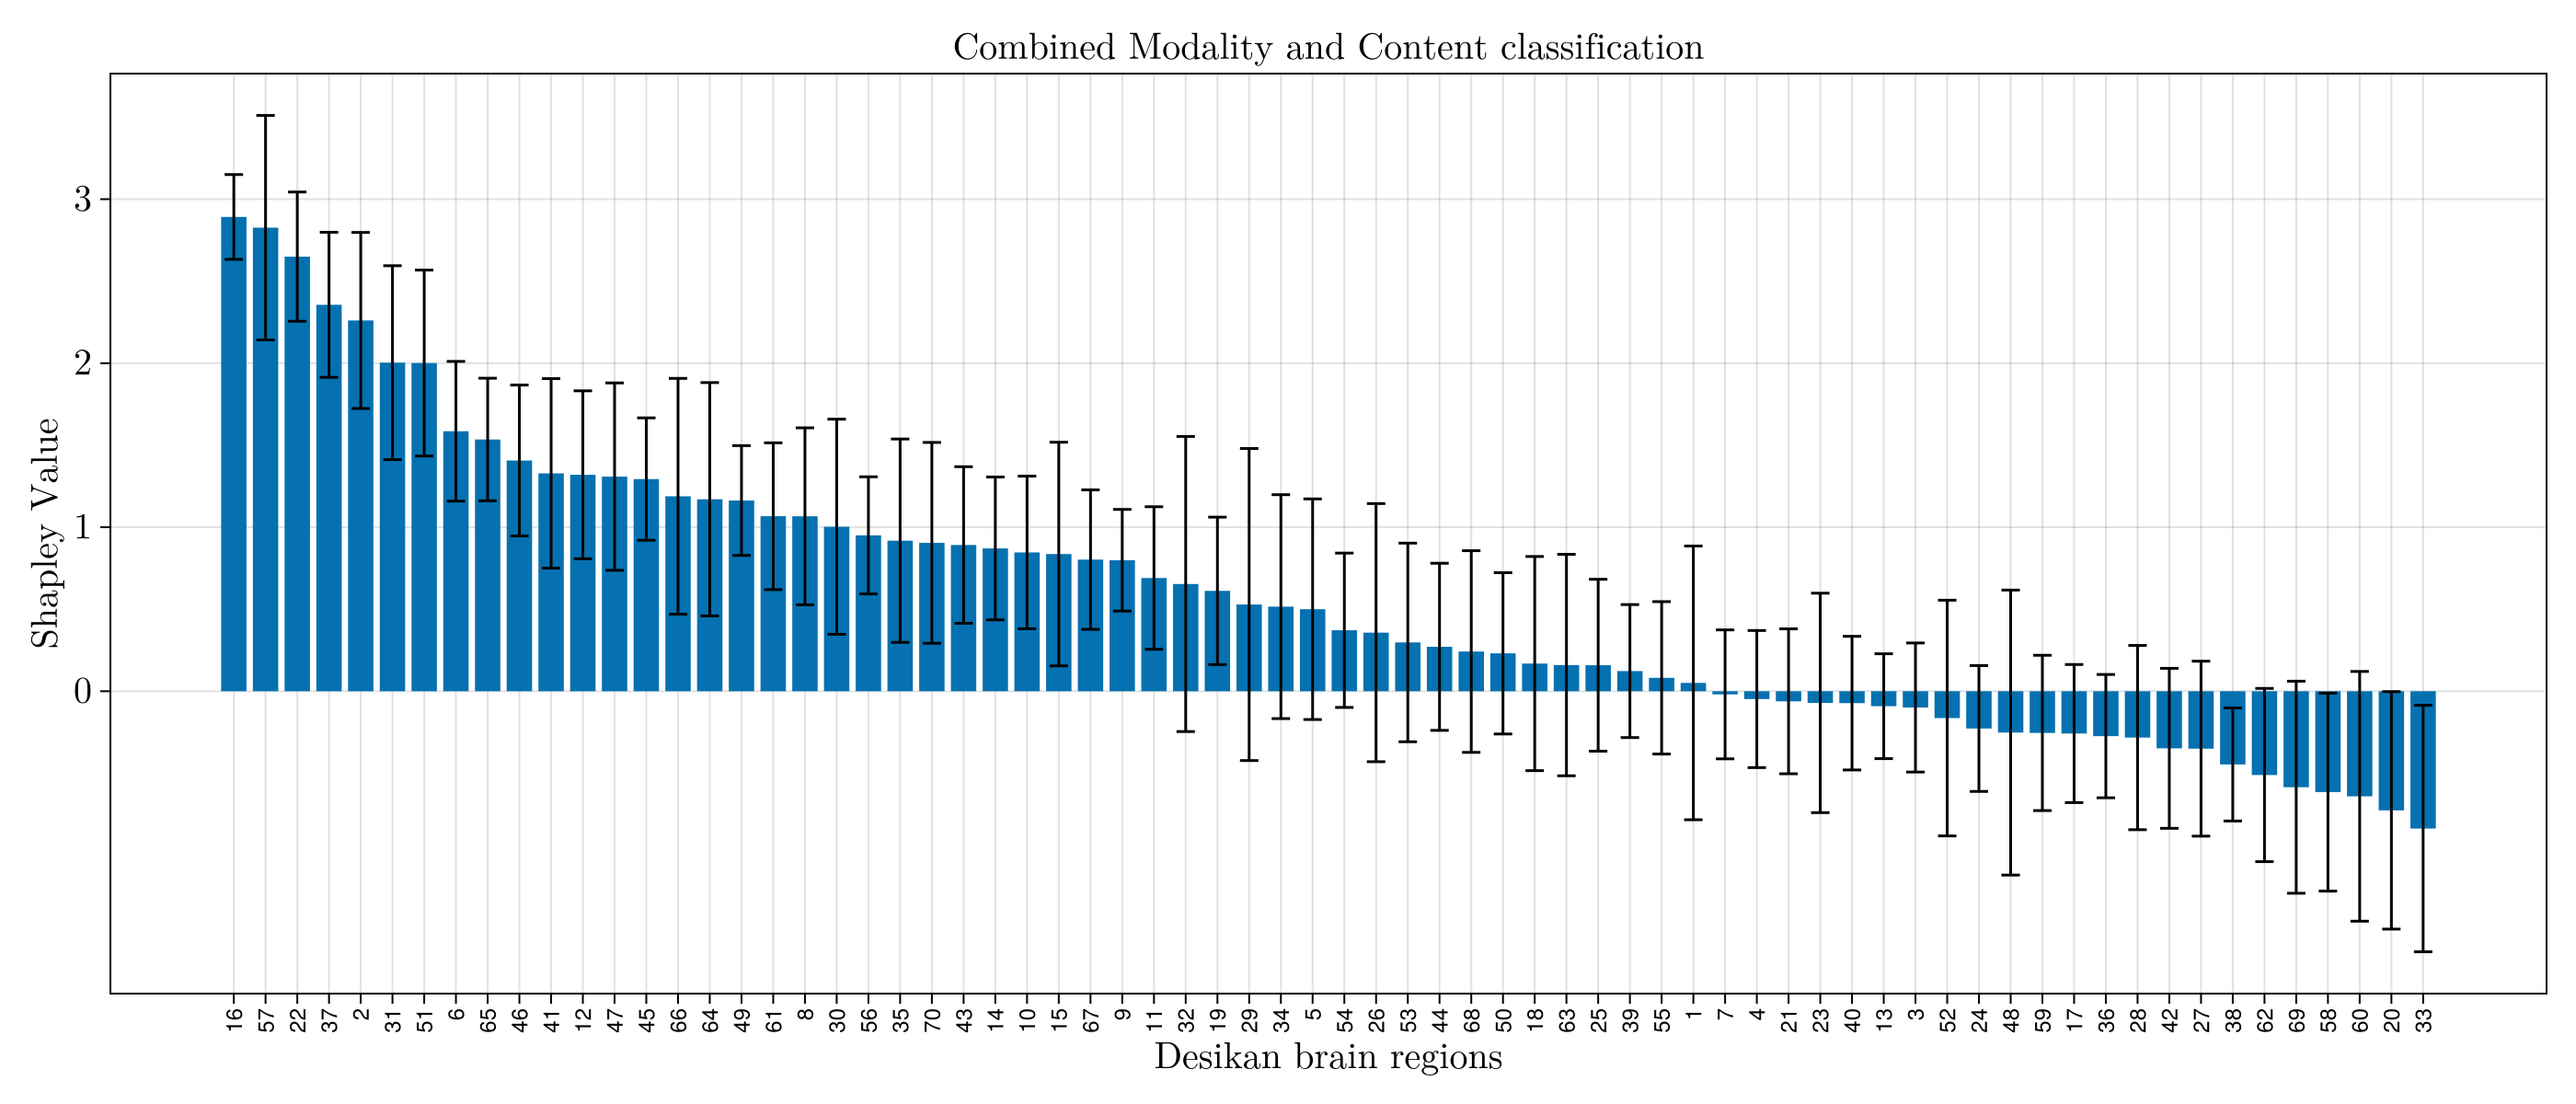 Combined Modality and Content classification
Shapley Value
3
2
1
0
16 57 22 37 2 31 51 6 65 46 41 12 47 45 66 64 49 61 8 30 56 35 70 43 14 10 15 67 9 11 32 19 29 34 5 54 26 53 44 68 50 18 63 25 39 55 1 7 4 21 23 40 13 3 52 24 48 59 17 36 28 42 27 38 62 69 58 60 20 33
Desikan brain regions